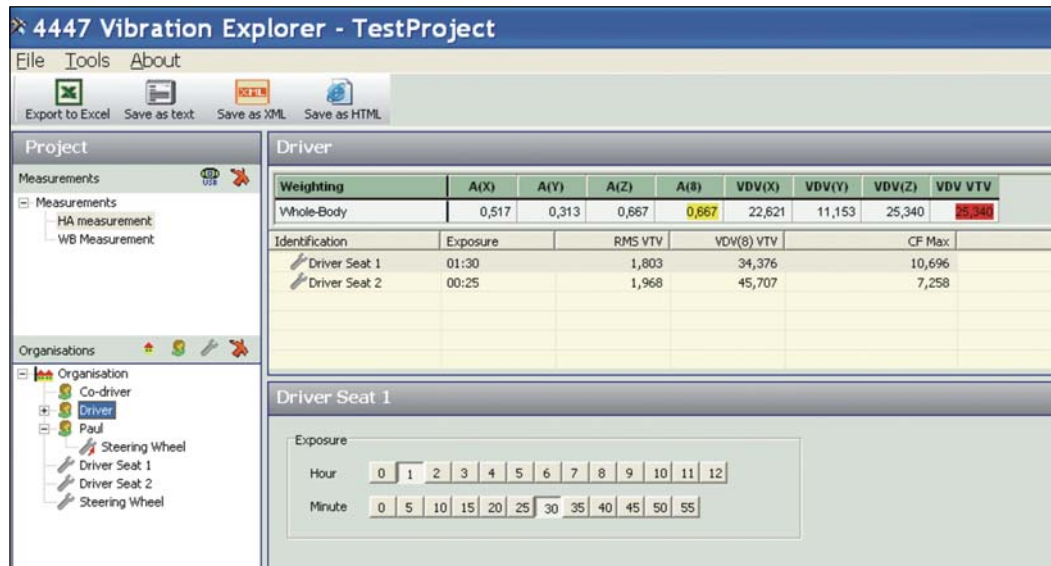 4447 Vibration Explorer - TestProject
File Tools About
Export to Excel Save as text Save as XML Save as HTML
Project
Measurements USB
Measurements
HA measurement
WB Measurement
Organisations
Organisation
Co-driver
Driver
Paul
Steering Wheel
Driver Seat 1
Driver Seat 2
Steering Wheel
Driver
Weighting A(X) A(Y) A(Z) A(8) VDV(X) VDV(Y) VDV(Z) VDV VTV
Whole-Body 0,517 0,313 0,667 0,667 22,621 11,153 25,340 25,340
Identification Exposure RMS VTV VDV(8) VTV CF Max
Driver Seat 1 01:30 1,803 34,376 10,696
Driver Seat 2 00:25 1,968 45,707 7,258
Driver Seat 1
Exposure
Hour 0 1 2 3 4 5 6 7 8 9 10 11 12
Minute 0 5 10 15 20 25 30 35 40 45 50 55